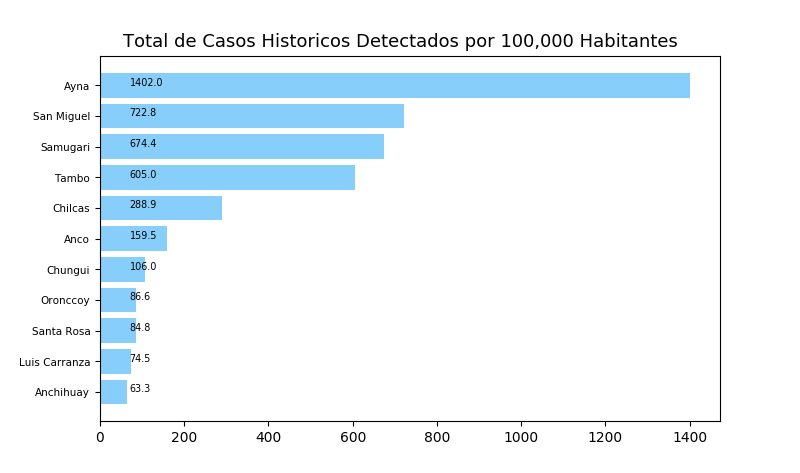 Total de Casos Historicos Detectados por 100,000 Habitantes
Ayna 1402.0
San Miguel 722.8
Samugari 674.4
Tambo 605.0
Chilcas 288.9
Anco 159.5
Chungui 106.0
Oronccoy 86.6
Santa Rosa 84.8
Luis Carranza 74.5
Anchihuay 63.3
0 200 400 600 800 1000 1200 1400